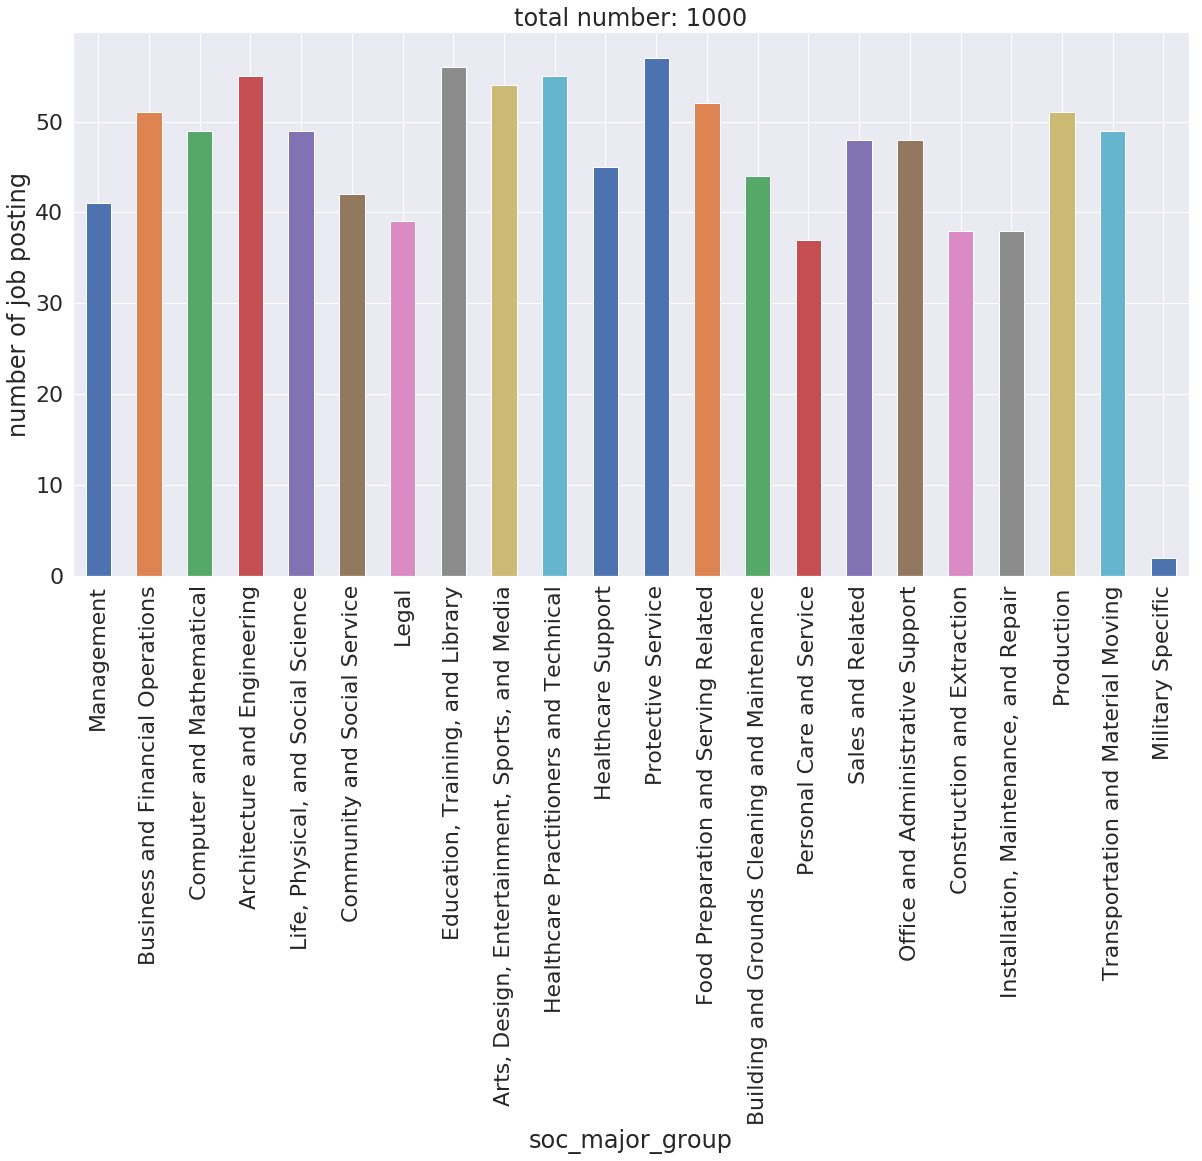 total number: 1000
number of job posting
50
40
30
20
10
0
Management
Business and Financial Operations
Computer and Mathematical
Architecture and Engineering
Life, Physical, and Social Science
Community and Social Service
Legal
Education, Training, and Library
Arts, Design, Entertainment, Sports, and Media
Healthcare Practitioners and Technical
Healthcare Support
Protective Service
Food Preparation and Serving Related
Building and Grounds Cleaning and Maintenance
Personal Care and Service
Sales and Related
Office and Administrative Support
Construction and Extraction
Installation, Maintenance, and Repair
Production
Transportation and Material Moving
Military Specific
soc_major_group